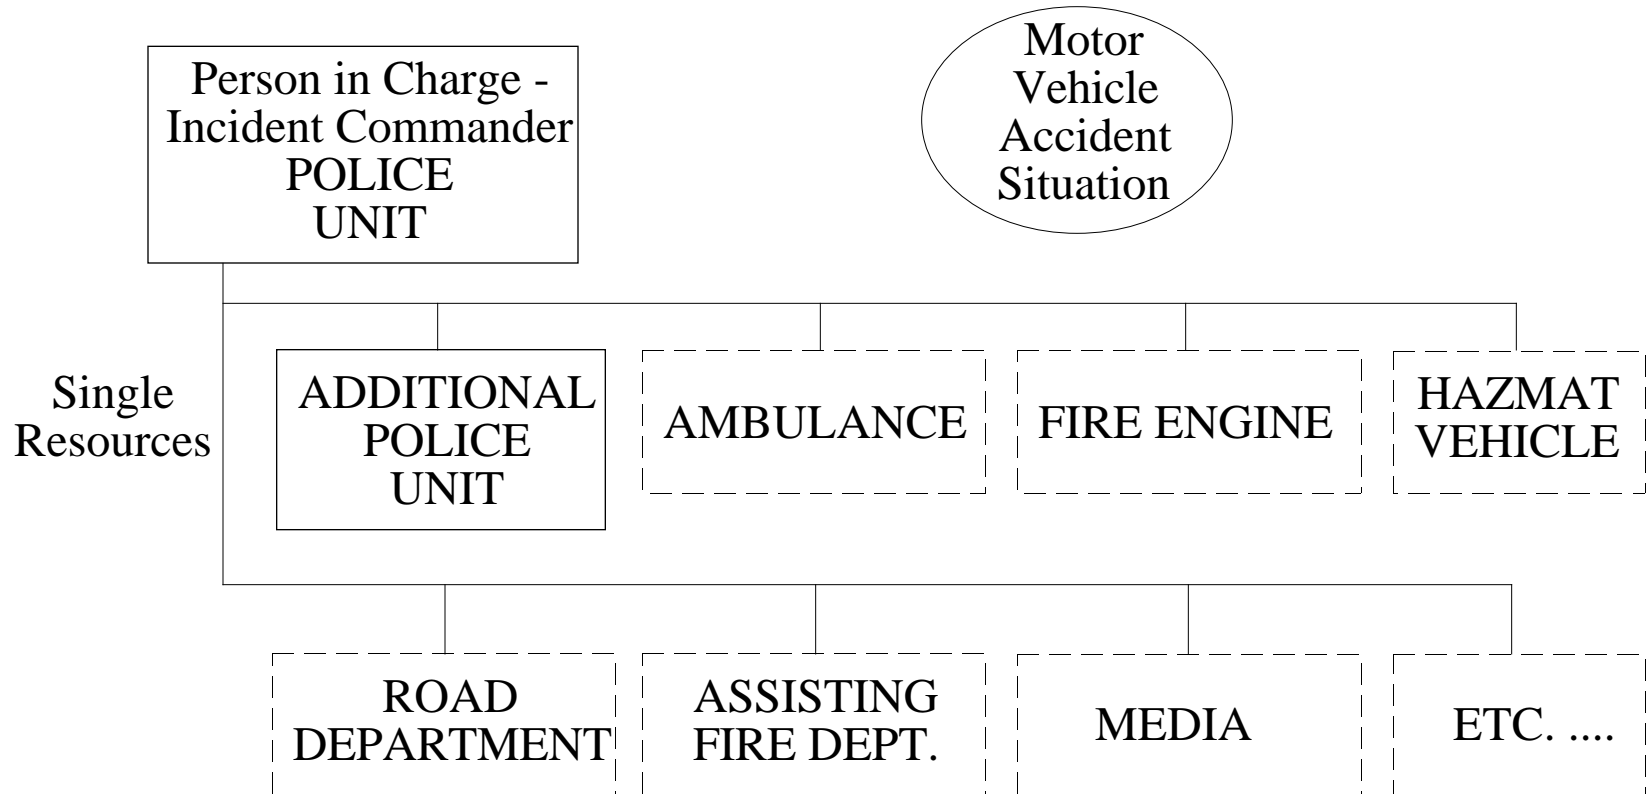 Person in Charge -
Incident Commander
POLICE
UNIT
Motor
Vehicle
Accident
Situation
Single
Resources
ADDITIONAL
POLICE
UNIT
AMBULANCE
FIRE ENGINE
HAZMAT
VEHICLE
ROAD
DEPARTMENT
ASSISTING
FIRE DEPT.
MEDIA
ETC. ....